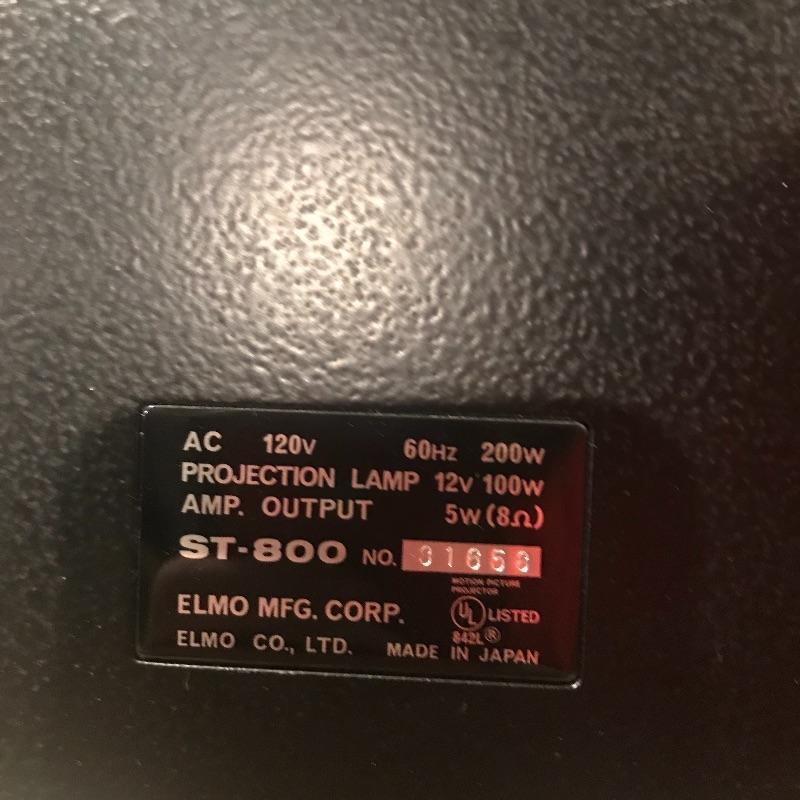 AC 120V 60Hz 200W
PROJECTION LAMP 12V 100W
AMP. OUTPUT 5W (8Ω)
ST-800 NO.
MOTION PICTURE
PROJECTOR
ELMO MFG. CORP. UL LISTED
842L ®
ELMO CO., LTD. MADE IN JAPAN